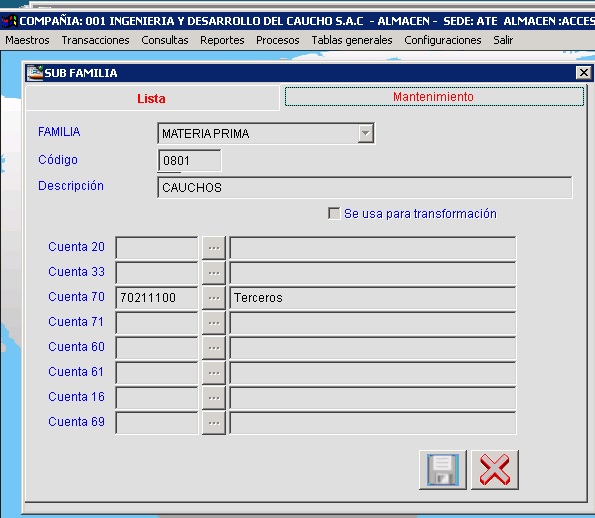 COMPAÑIA: 001 INGENIERIA Y DESARROLLO DEL CAUCHO S.A.C - ALMACEN - SEDE: ATE ALMACEN :ACCES
Maestros Transacciones Consultas Reportes Procesos Tablas generales Configuraciones Salir
SUB FAMILIA
Lista Mantenimiento
FAMILIA MATERIA PRIMA
Código 0801
Descripción CAUCHOS
Se usa para transformación
Cuenta 20 ...
Cuenta 33 ...
Cuenta 70 70211100 ... Terceros
Cuenta 71 ...
Cuenta 60 ...
Cuenta 61 ...
Cuenta 16 ...
Cuenta 69 ...